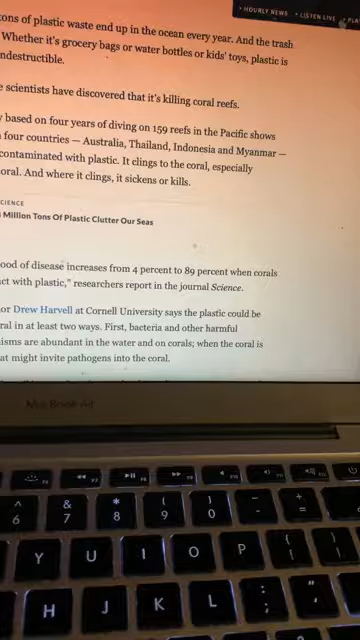 HOURLY NEWS • LISTEN LIVE •
tons of plastic waste end up in the ocean every year. And the trash
Whether it's grocery bags or water bottles or kids' toys, plastic is
ndestructible.
e scientists have discovered that it's killing coral reefs.
y based on four years of diving on 159 reefs in the Pacific shows
four countries — Australia, Thailand, Indonesia and Myanmar —
contaminated with plastic. It clings to the coral, especially
oral. And where it clings, it sickens or kills.
CIENCE
Million Tons Of Plastic Clutter Our Seas
ood of disease increases from 4 percent to 89 percent when corals
ct with plastic," researchers report in the journal Science.
or Drew Harvell at Cornell University says the plastic could be
ral in at least two ways. First, bacteria and other harmful
isms are abundant in the water and on corals; when the coral is
at might invite pathogens into the coral.
MacBook Air
^ & * ( ) — +
6 7 8 9 0 - =
Y U I O P { }
[ ]
H J K L : "
; '